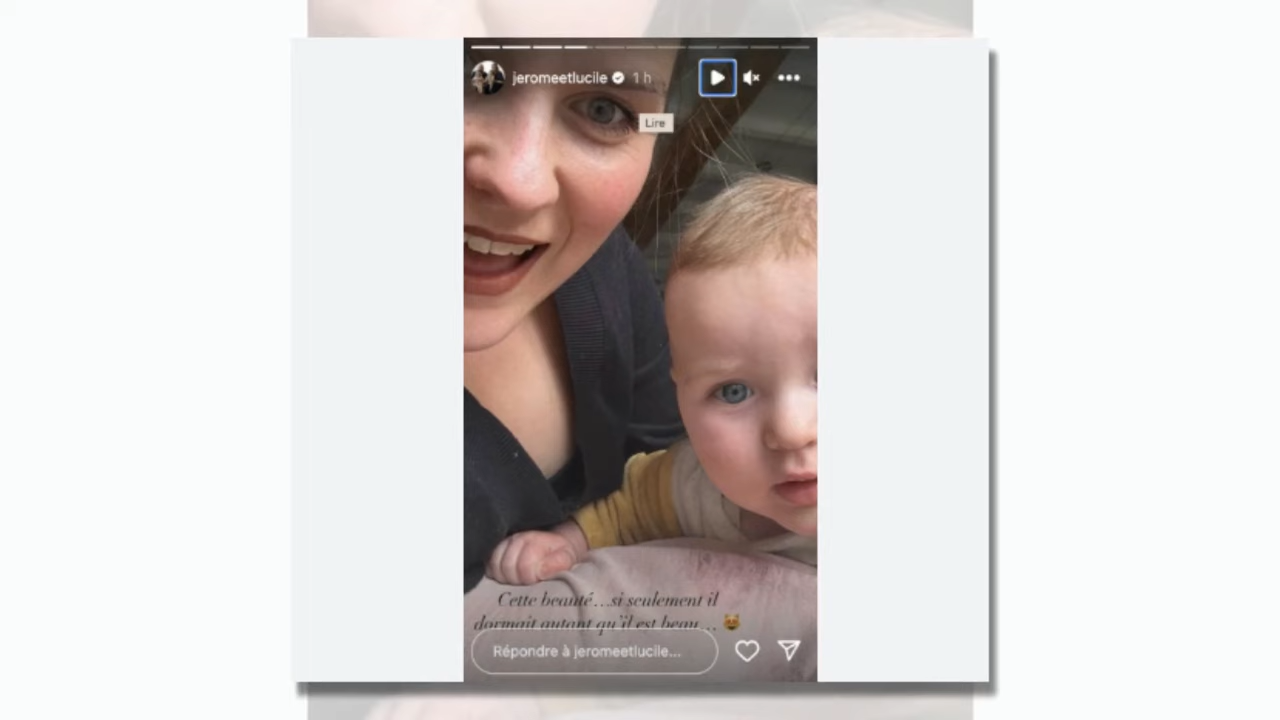 jeromeetlucile 1 h
Lire
Cette beauté...si seulement il
dormait autant qu'il est beau... 😻
Répondre à jeromeetlucile...